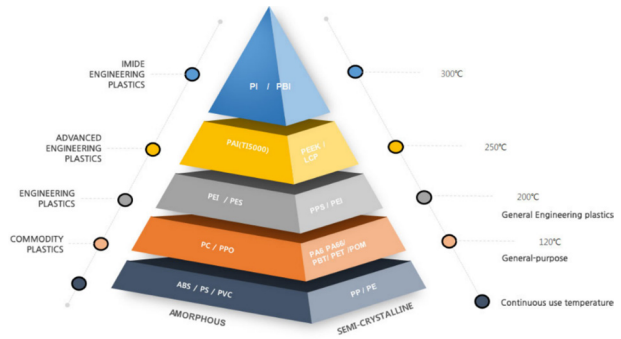 IMIDE
ENGINEERING
PLASTICS
PI / PBI
300℃
ADVANCED
ENGINEERING
PLASTICS
PAI(TI5000)
PEEK /
LCP
250℃
ENGINEERING
PLASTICS
PEI / PES
PPS / PEI
200℃
General Engineering plastics
COMMODITY
PLASTICS
PC / PPO
PA6 PA66/
PBT/ PET /POM
120℃
General-purpose
ABS / PS / PVC
PP / PE
Continuous use temperature
AMORPHOUS
SEMI-CRYSTALLINE